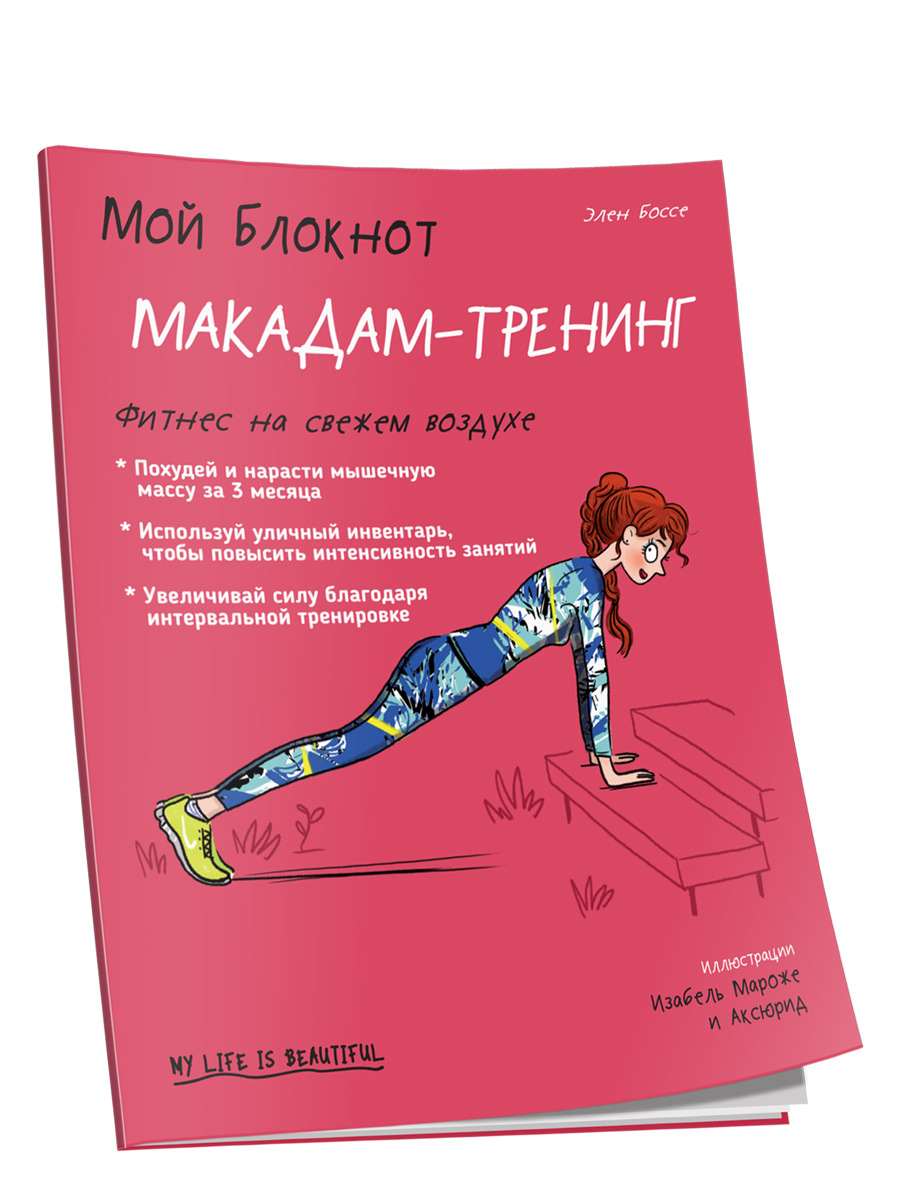 Мой Блокнот
Элен Боссе
МАКАДАМ-ТРЕНИНГ
Фитнес на свежем воздухе
* Похудей и нарасти мышечную
массу за 3 месяца
* Используй уличный инвентарь,
чтобы повысить интенсивность занятий
* Увеличивай силу благодаря
интервальной тренировке
Иллюстрации
Изабель Мароже
и Аксюрид
MY LIFE IS BEAUTIFUL